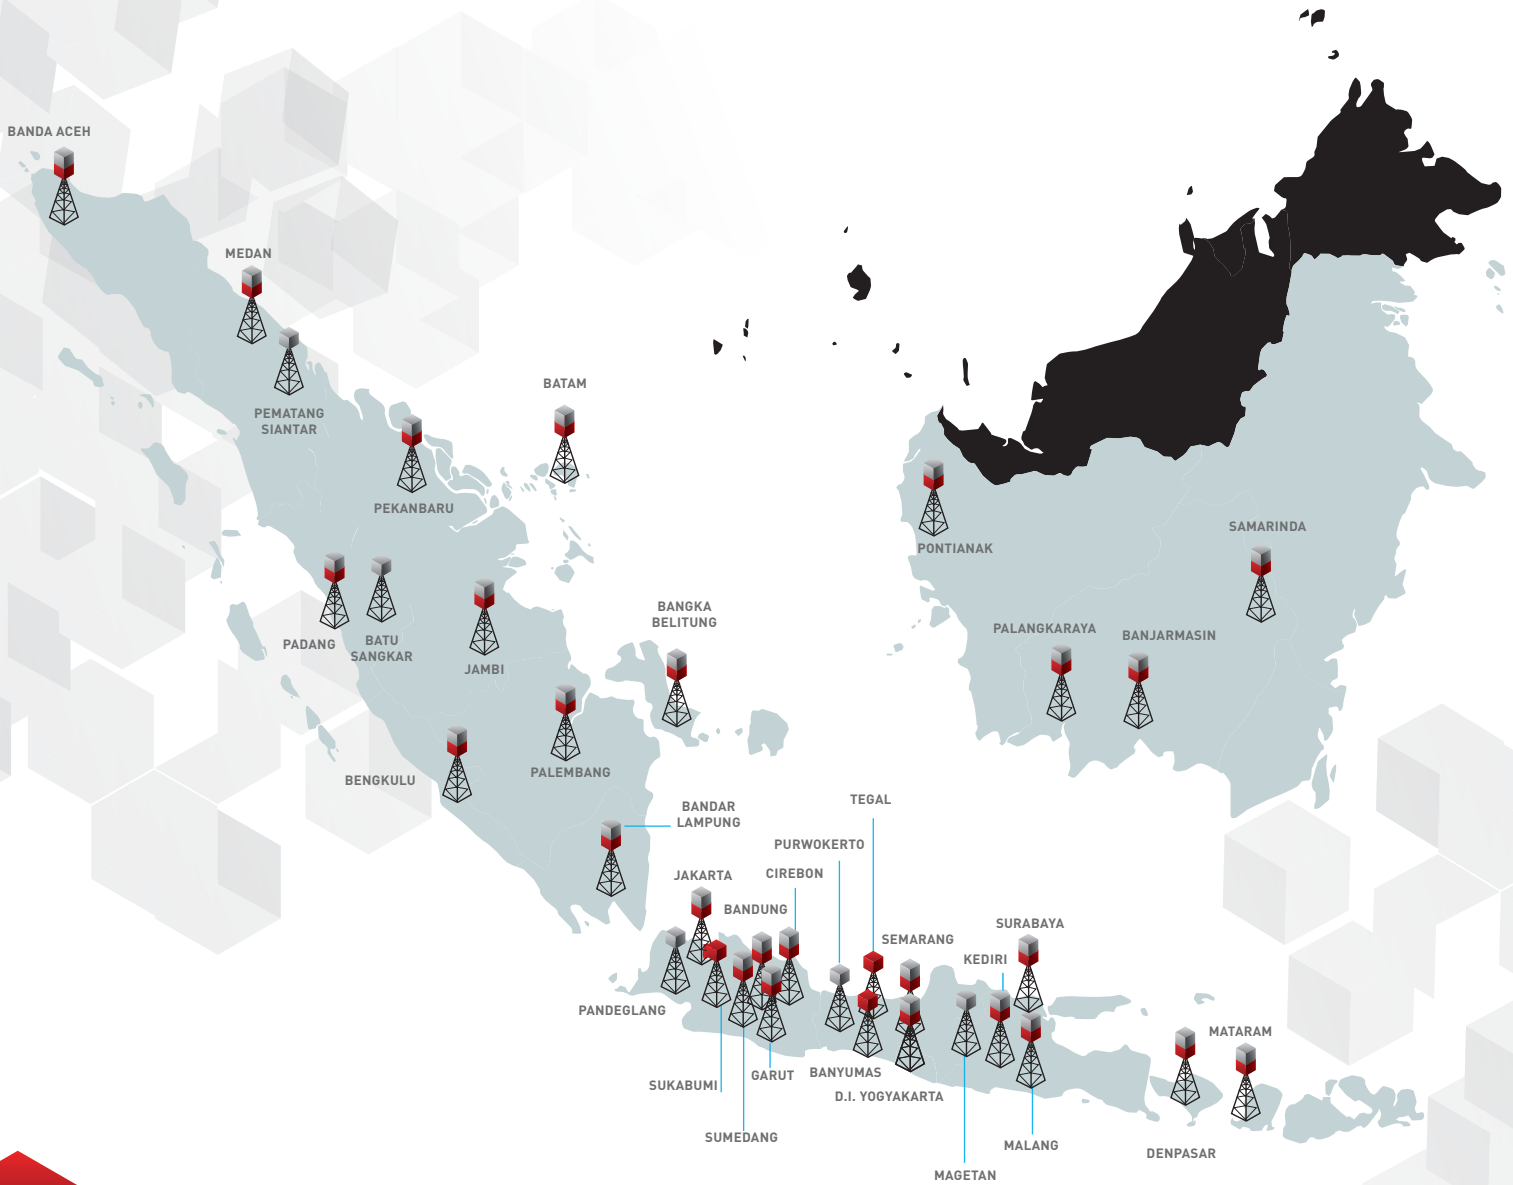 BANDA ACEH
MEDAN
PEMATANG
SIANTAR
BATAM
PEKANBARU
PONTIANAK
SAMARINDA
PADANG
BATU
SANGKAR
JAMBI
BANGKA
BELITUNG
PALANGKARAYA
BANJARMASIN
BENGKULU
PALEMBANG
BANDAR
LAMPUNG
TEGAL
PURWOKERTO
CIREBON
JAKARTA
BANDUNG
SEMARANG
SURABAYA
KEDIRI
PANDEGLANG
MATARAM
SUKABUMI
GARUT
BANYUMAS
D.I. YOGYAKARTA
SUMEDANG
MALANG
DENPASAR
MAGETAN